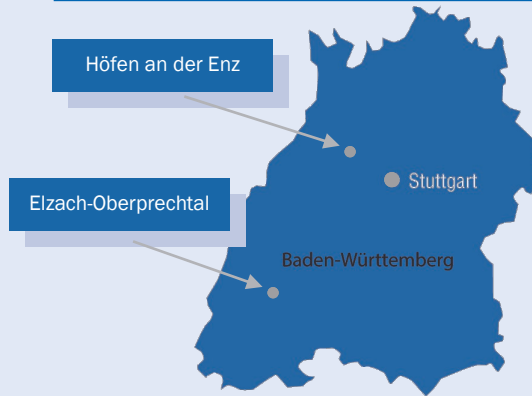 Höfen an der Enz
Stuttgart
Elzach-Oberprechtal
Baden-Württemberg